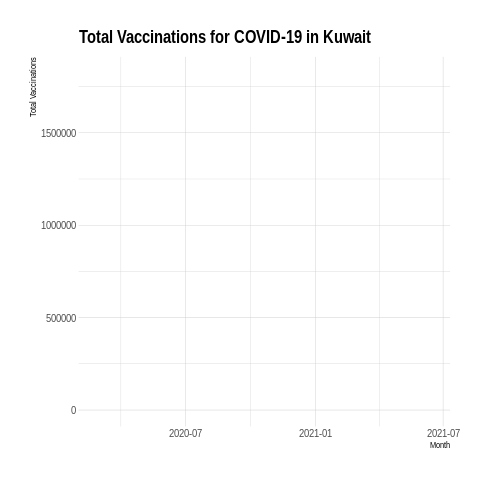 Total Vaccinations for COVID-19 in Kuwait
Total Vaccinations
1500000
1000000
500000
0
2020-07 2021-01 2021-07
Month